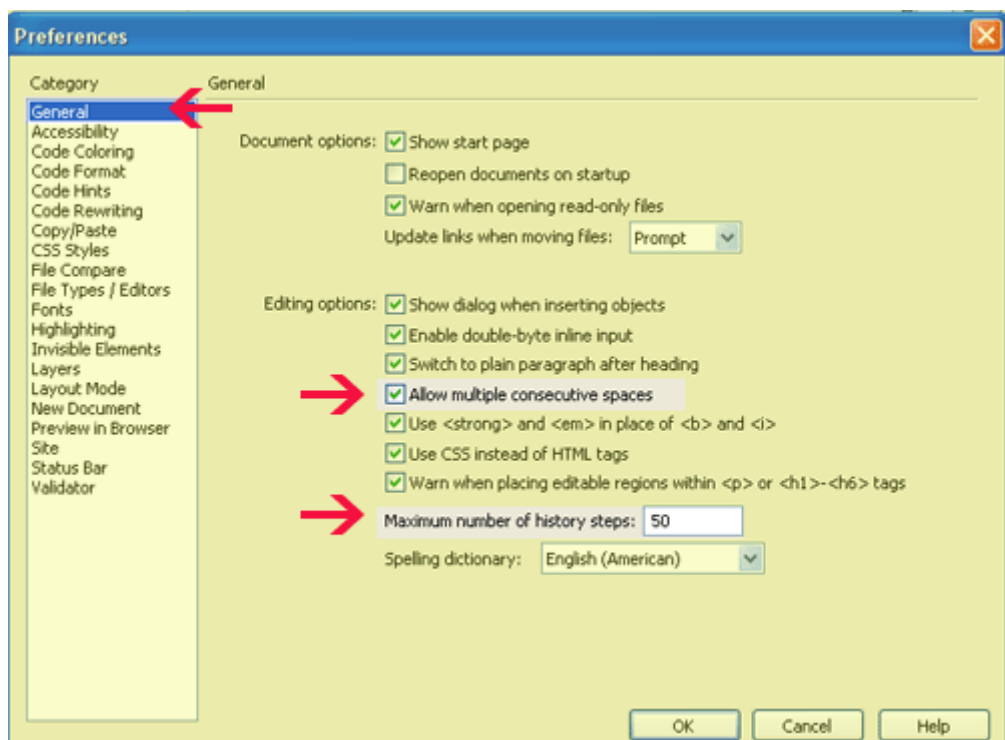 Preferences
Category
General
Accessibility
Code Coloring
Code Format
Code Hints
Code Rewriting
Copy/Paste
CSS Styles
File Compare
File Types / Editors
Fonts
Highlighting
Invisible Elements
Layers
Layout Mode
New Document
Preview in Browser
Site
Status Bar
Validator
General
Document options: Show start page
Reopen documents on startup
Warn when opening read-only files
Update links when moving files: Prompt
Editing options: Show dialog when inserting objects
Enable double-byte inline input
Switch to plain paragraph after heading
Allow multiple consecutive spaces
Use <strong> and <em> in place of <b> and <i>
Use CSS instead of HTML tags
Warn when placing editable regions within <p> or <h1>-<h6> tags
Maximum number of history steps: 50
Spelling dictionary: English (American)
OK Cancel Help